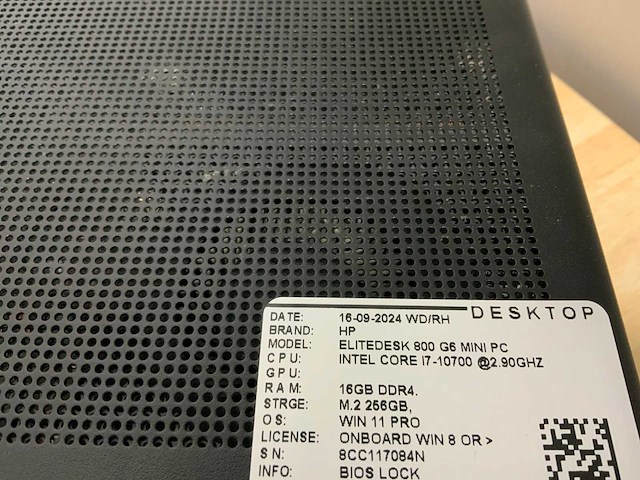 DESKTOP
DATE: 16-09-2024 WD/RH
BRAND: HP
MODEL: ELITEDESK 800 G6 MINI PC
CPU: INTEL CORE I7-10700 @2.90GHZ
GPU:
RAM: 16GB DDR4.
STRGE: M.2 256GB,
OS: WIN 11 PRO
LICENSE: ONBOARD WIN 8 OR >
SN: 8CC117084N
INFO: BIOS LOCK